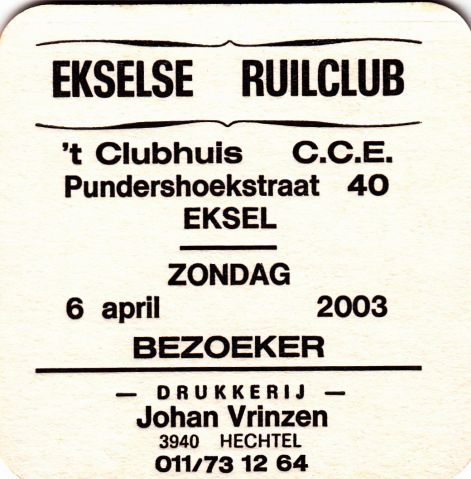 EKSELSE RUILCLUB
't Clubhuis C.C.E.
Pundershoekstraat 40
EKSEL
ZONDAG
6 april 2003
BEZOEKER
— DRUKKERIJ —
Johan Vrinzen
3940 HECHTEL
011/73 12 64